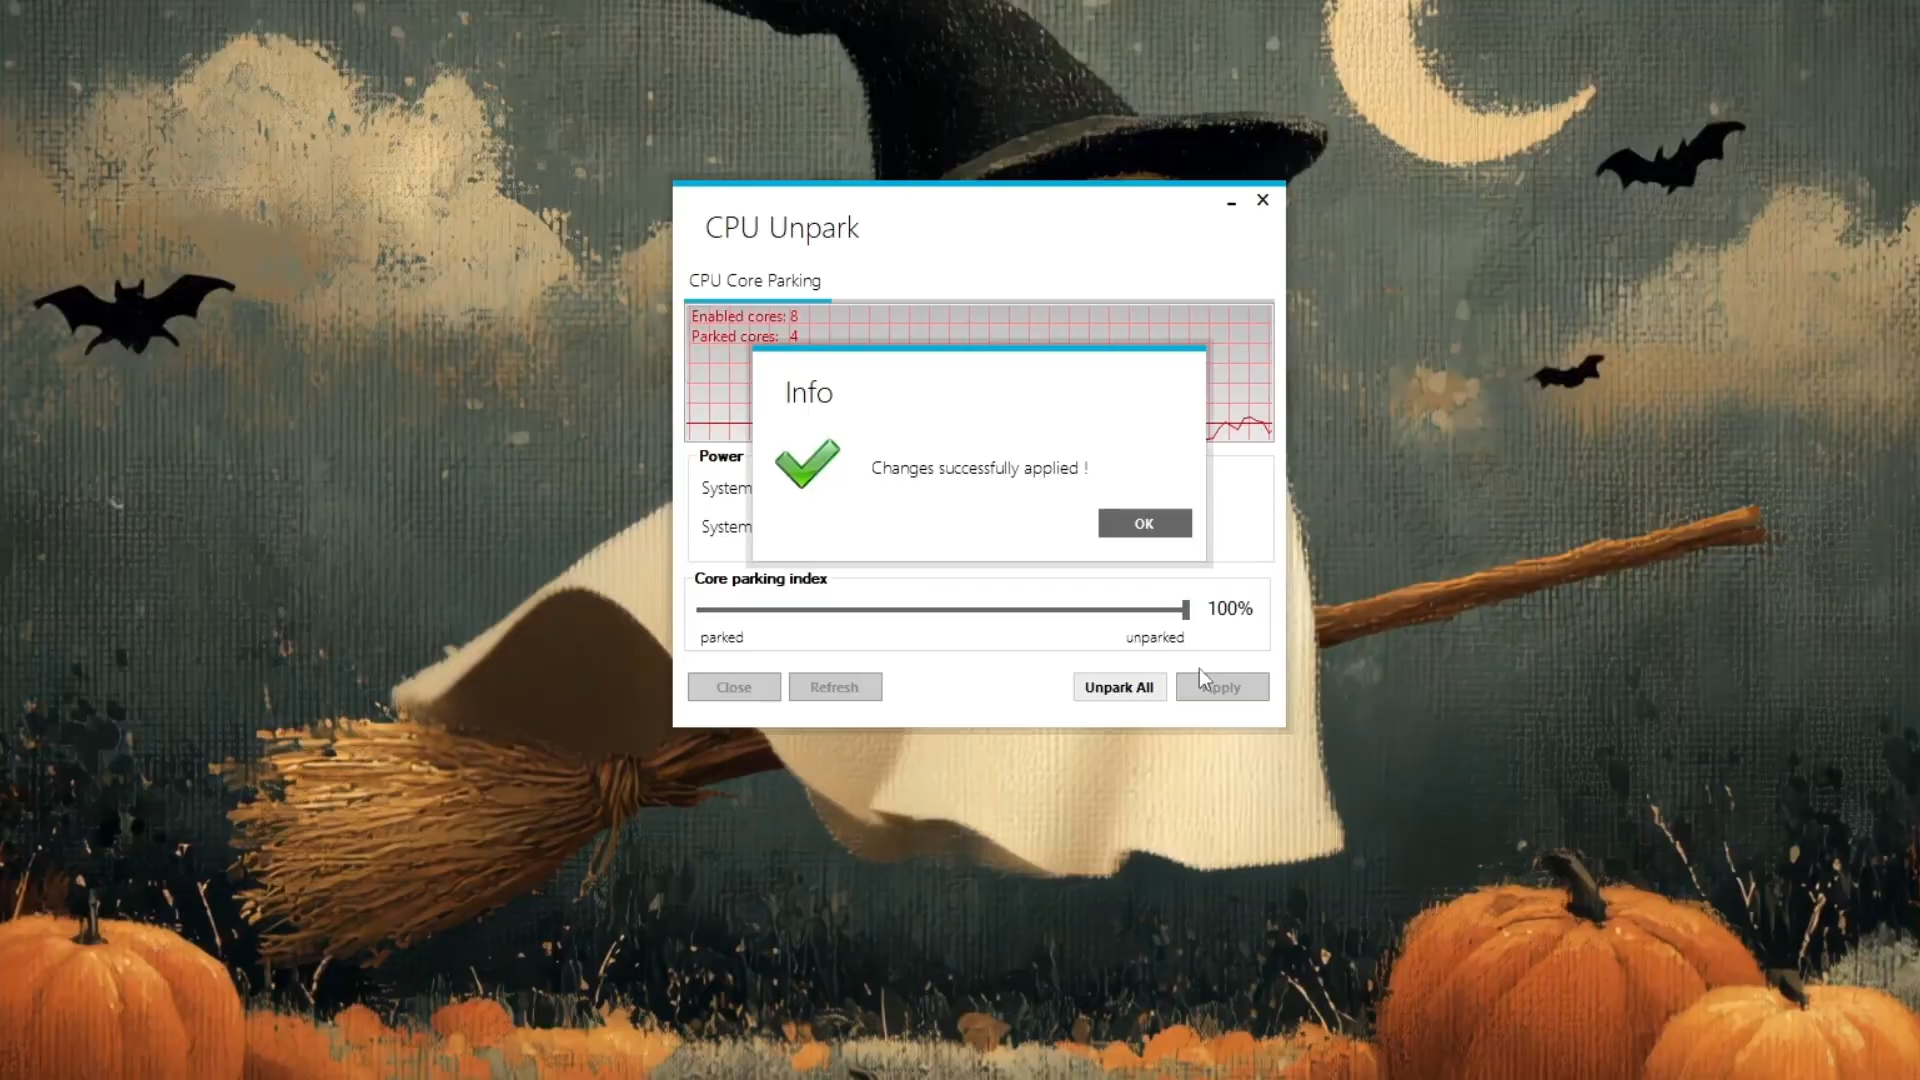 CPU Unpark
CPU Core Parking
Enabled cores: 8
Parked cores: 4
Info
Changes successfully applied !
OK
Power
System
System
Core parking index
100%
parked
unparked
Close
Refresh
Unpark All